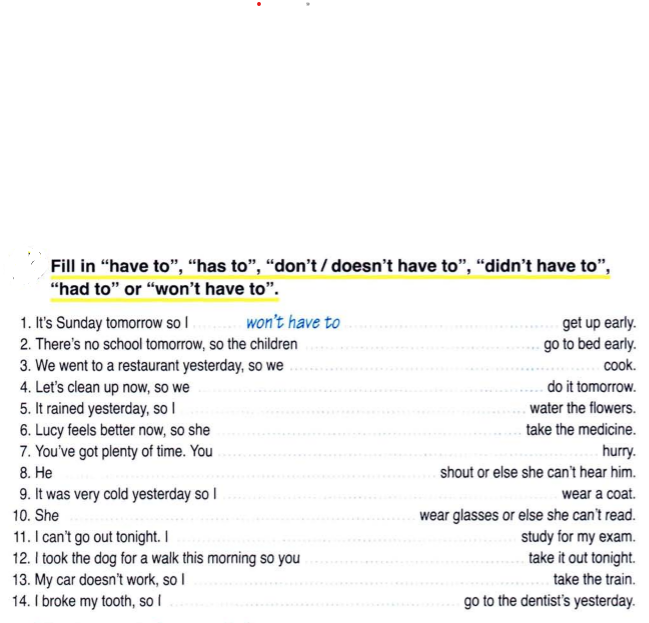 Fill in “have to”, “has to”, “don’t / doesn’t have to”, “didn’t have to”,
“had to” or “won’t have to”.
1. It’s Sunday tomorrow so I won’t have to get up early.
2. There’s no school tomorrow, so the children go to bed early.
3. We went to a restaurant yesterday, so we cook.
4. Let’s clean up now, so we do it tomorrow.
5. It rained yesterday, so I water the flowers.
6. Lucy feels better now, so she take the medicine.
7. You’ve got plenty of time. You hurry.
8. He shout or else she can’t hear him.
9. It was very cold yesterday so I wear a coat.
10. She wear glasses or else she can’t read.
11. I can’t go out tonight. I study for my exam.
12. I took the dog for a walk this morning so you take it out tonight.
13. My car doesn’t work, so I take the train.
14. I broke my tooth, so I go to the dentist’s yesterday.